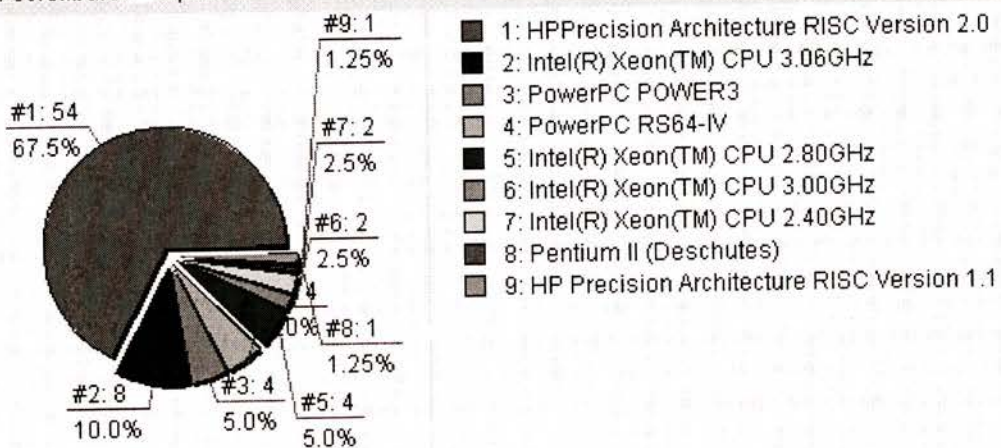 #9: 1
1.25%
#1: 54
67.5%
#7: 2
2.5%
#6: 2
2.5%
4
0%
#8: 1
1.25%
#2: 8
10.0%
#3: 4
5.0%
#5: 4
5.0%
1: HPPrecision Architecture RISC Version 2.0
2: Intel(R) Xeon(TM) CPU 3.06GHz
3: PowerPC POWER3
4: PowerPC RS64-IV
5: Intel(R) Xeon(TM) CPU 2.80GHz
6: Intel(R) Xeon(TM) CPU 3.00GHz
7: Intel(R) Xeon(TM) CPU 2.40GHz
8: Pentium II (Deschutes)
9: HP Precision Architecture RISC Version 1.1